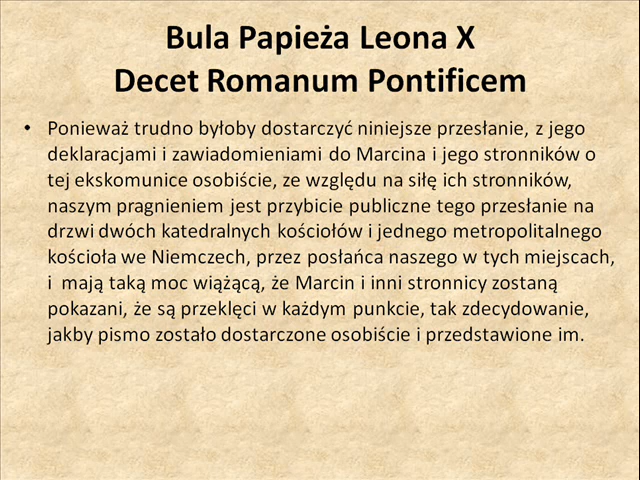 Bula Papieża Leona X
Decet Romanum Pontificem
• Ponieważ trudno byłoby dostarczyć niniejsze przesłanie, z jego
deklaracjami i zawiadomieniami do Marcina i jego stronników o
tej ekskomunice osobiście, ze względu na siłę ich stronników,
naszym pragnieniem jest przybicie publiczne tego przesłanie na
drzwi dwóch katedralnych kościołów i jednego metropolitalnego
kościoła we Niemczech, przez posłańca naszego w tych miejscach,
i mają taką moc wiążącą, że Marcin i inni stronnicy zostaną
pokazani, że są przeklęci w każdym punkcie, tak zdecydowanie,
jakby pismo zostało dostarczone osobiście i przedstawione im.